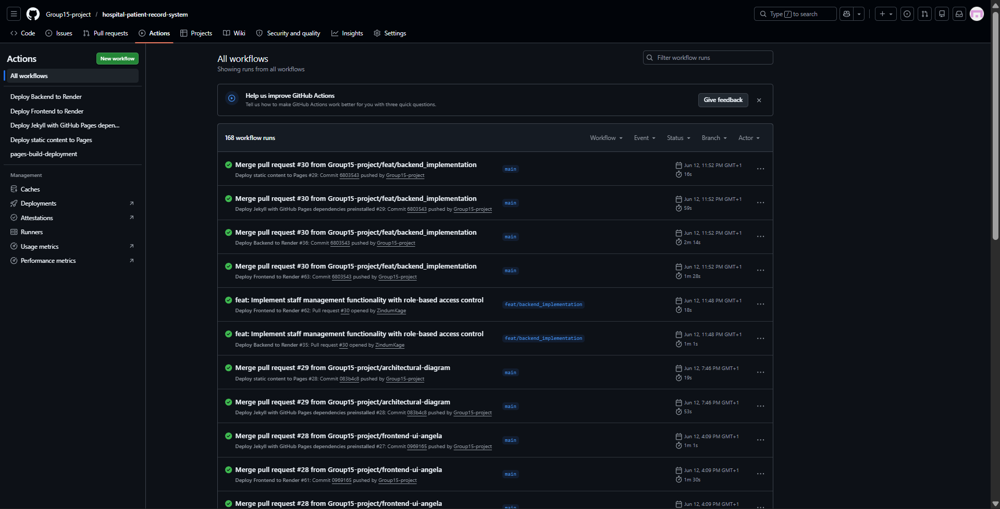 Group15-project / hospital-patient-record-system
Type / to search
Code Issues Pull requests Actions Projects Wiki Security and quality Insights Settings
Actions
New workflow
All workflows
Deploy Backend to Render
Deploy Frontend to Render
Deploy Jekyll with GitHub Pages depen...
Deploy static content to Pages
pages-build-deployment
Management
Caches
Deployments
Attestations
Runners
Usage metrics
Performance metrics
All workflows
Showing runs from all workflows
Filter workflow runs
Help us improve GitHub Actions
Tell us how to make GitHub Actions work better for you with three quick questions.
Give feedback
168 workflow runs
Workflow Event Status Branch Actor
Merge pull request #30 from Group15-project/feat/backend_implementation
Deploy static content to Pages #29: Commit 6803543 pushed by Group15-project
main
Jun 12, 11:52 PM GMT+1
16s
Merge pull request #30 from Group15-project/feat/backend_implementation
Deploy Jekyll with GitHub Pages dependencies preinstalled #29: Commit 6803543 pushed by Group15-project
main
Jun 12, 11:52 PM GMT+1
59s
Merge pull request #30 from Group15-project/feat/backend_implementation
Deploy Backend to Render #36: Commit 6803543 pushed by Group15-project
main
Jun 12, 11:52 PM GMT+1
2m 14s
Merge pull request #30 from Group15-project/feat/backend_implementation
Deploy Frontend to Render #63: Commit 6803543 pushed by Group15-project
main
Jun 12, 11:52 PM GMT+1
1m 28s
feat: Implement staff management functionality with role-based access control
Deploy Frontend to Render #62: Pull request #30 opened by ZindumKage
feat/backend_implementation
Jun 12, 11:48 PM GMT+1
18s
feat: Implement staff management functionality with role-based access control
Deploy Backend to Render #35: Pull request #30 opened by ZindumKage
feat/backend_implementation
Jun 12, 11:48 PM GMT+1
1m 1s
Merge pull request #29 from Group15-project/architectural-diagram
Deploy static content to Pages #28: Commit 083b4c8 pushed by Group15-project
main
Jun 12, 7:46 PM GMT+1
19s
Merge pull request #29 from Group15-project/architectural-diagram
Deploy Jekyll with GitHub Pages dependencies preinstalled #28: Commit 083b4c8 pushed by Group15-project
main
Jun 12, 7:46 PM GMT+1
53s
Merge pull request #28 from Group15-project/frontend-ui-angela
Deploy Jekyll with GitHub Pages dependencies preinstalled #27: Commit 0969165 pushed by Group15-project
main
Jun 12, 4:09 PM GMT+1
1m 1s
Merge pull request #28 from Group15-project/frontend-ui-angela
Deploy Frontend to Render #61: Commit 0969165 pushed by Group15-project
main
Jun 12, 4:09 PM GMT+1
1m 30s
Merge pull request #28 from Group15-project/frontend-ui-angela
main
Jun 12, 4:09 PM GMT+1